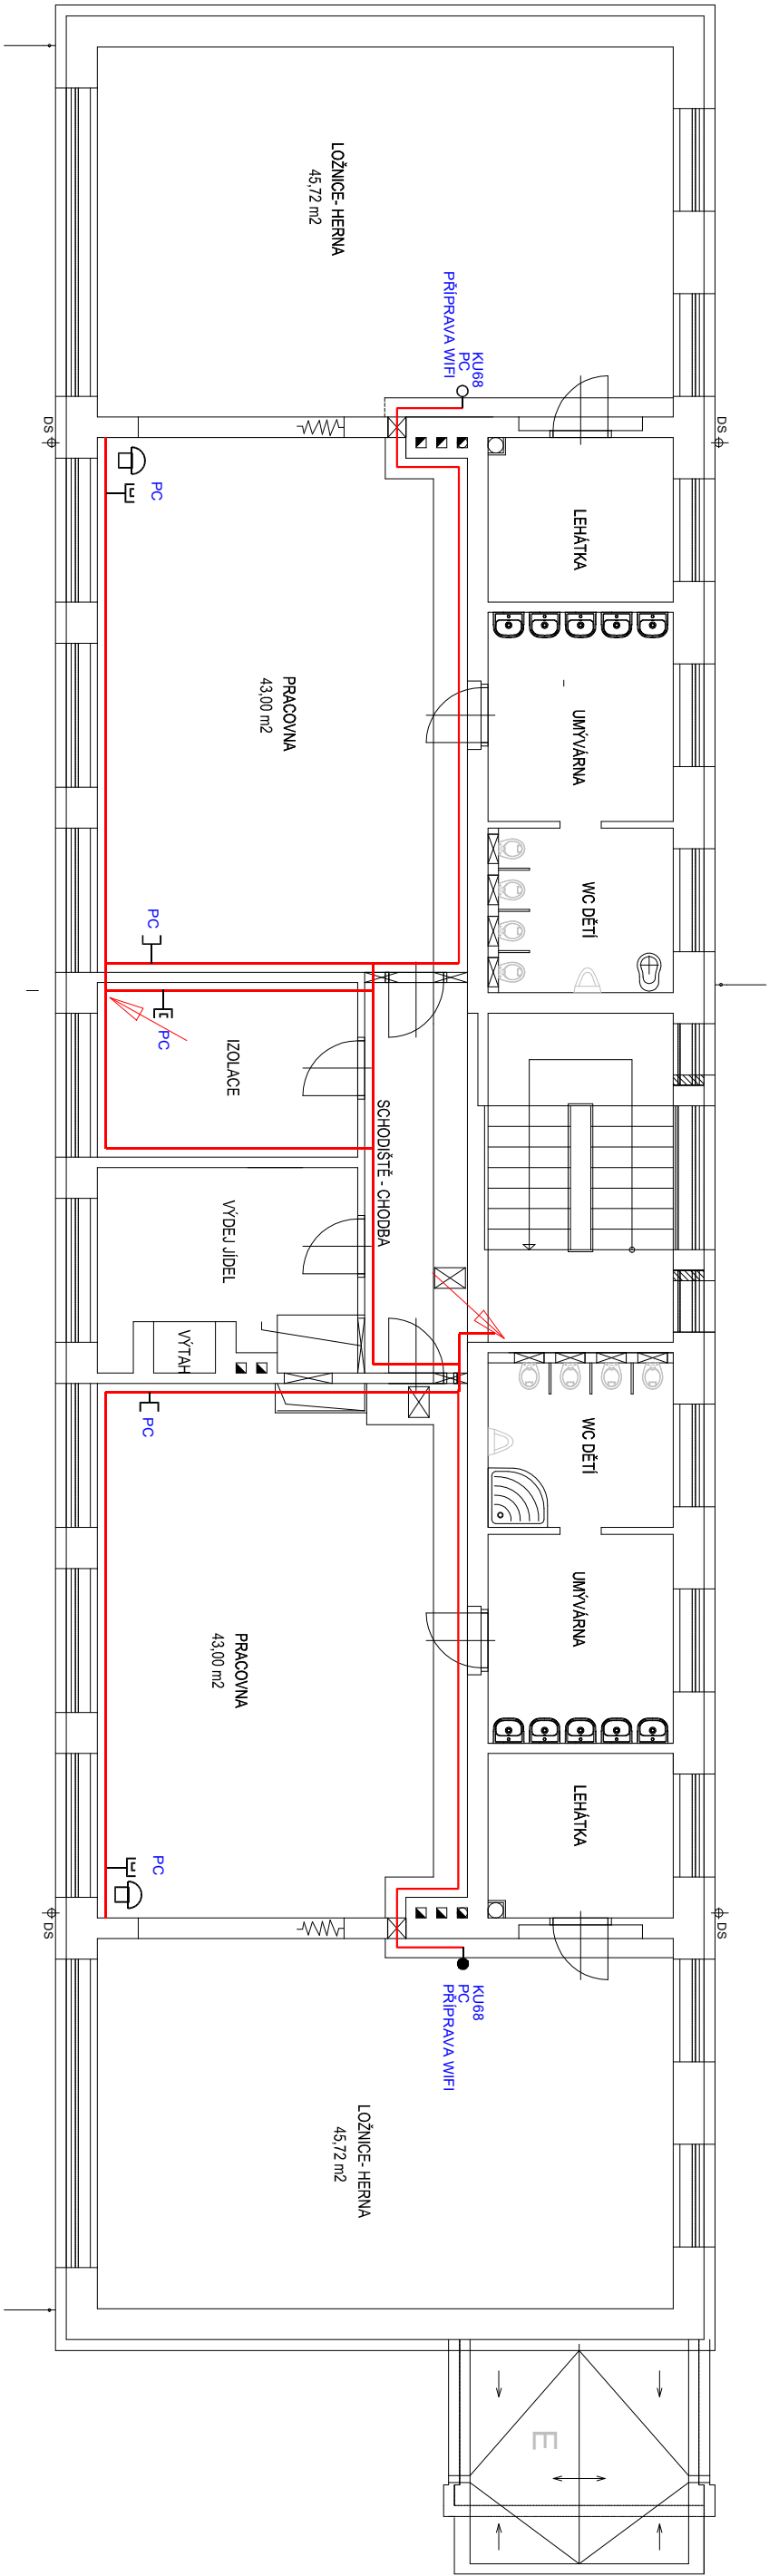 LOŽNICE- HERNA
45,72 m2
KU68
PC
PŘÍPRAVA WIFI
DS
DS
PC
LEHÁTKA
PRACOVNA
43,00 m2
UMÝVÁRNA
WC DĚTÍ
PC
PC
IZOLACE
SCHODIŠTĚ - CHODBA
VÝDEJ JÍDEL
VÝTAH
PC
WC DĚTÍ
UMÝVÁRNA
PRACOVNA
43,00 m2
LEHÁTKA
PC
DS
DS
KU68
PC
PŘÍPRAVA WIFI
LOŽNICE- HERNA
45,72 m2
E